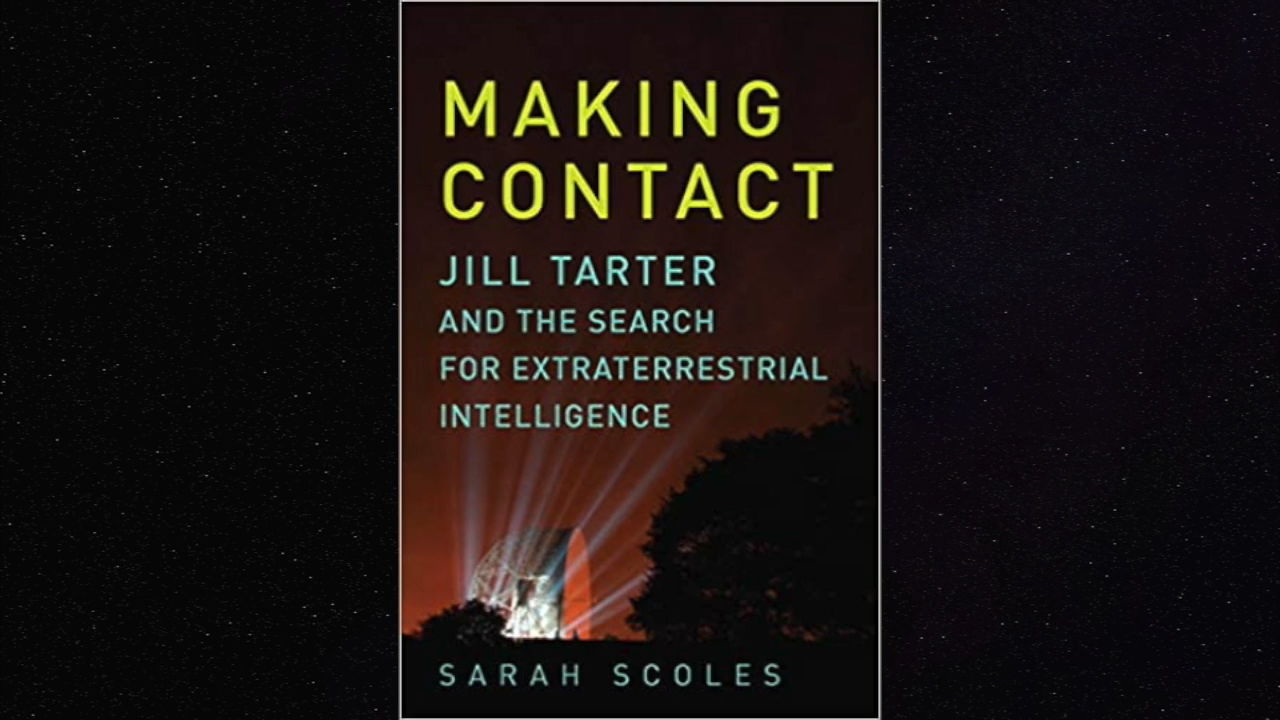 MAKING
CONTACT
JILL TARTER
AND THE SEARCH
FOR EXTRATERRESTRIAL
INTELLIGENCE
SARAH SCOLES